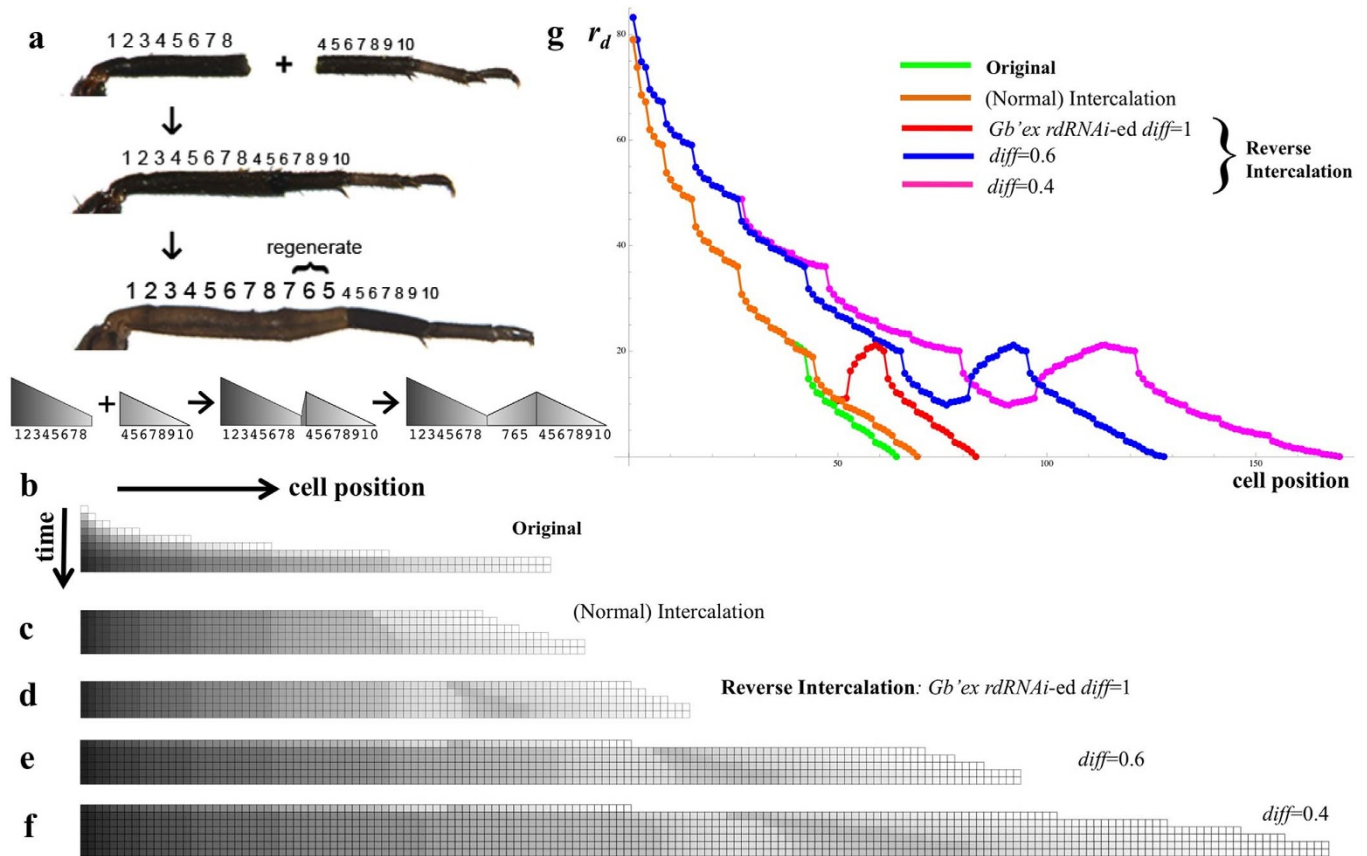 a
1 2 3 4 5 6 7 8
+
4 5 6 7 8 9 10
1 2 3 4 5 6 7 8 4 5 6 7 8 9 10
regenerate
1 2 3 4 5 6 7 8 7 6 5 4 5 6 7 8 9 10
+
12345678
45678910
12345678 45678910
12345678 765 45678910
g
r_d
80
60
40
20
50
100
150
cell position
Original
(Normal) Intercalation
Gb'ex rdRNAi-ed diff=1
diff=0.6
diff=0.4
Reverse
Intercalation
b
cell position
time
Original
c
(Normal) Intercalation
d
Reverse Intercalation: Gb'ex rdRNAi-ed diff=1
e
diff=0.6
f
diff=0.4